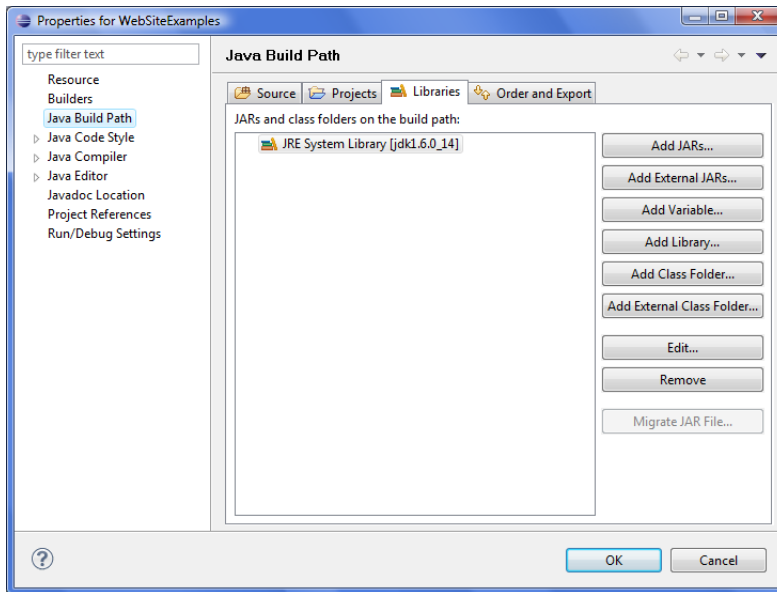 Properties for WebSiteExamples
type filter text
Resource
Builders
Java Build Path
Java Code Style
Java Compiler
Java Editor
Javadoc Location
Project References
Run/Debug Settings
Java Build Path
Source Projects Libraries Order and Export
JARs and class folders on the build path:
JRE System Library [jdk1.6.0_14]
Add JARs...
Add External JARs...
Add Variable...
Add Library...
Add Class Folder...
Add External Class Folder...
Edit...
Remove
Migrate JAR File...
OK Cancel